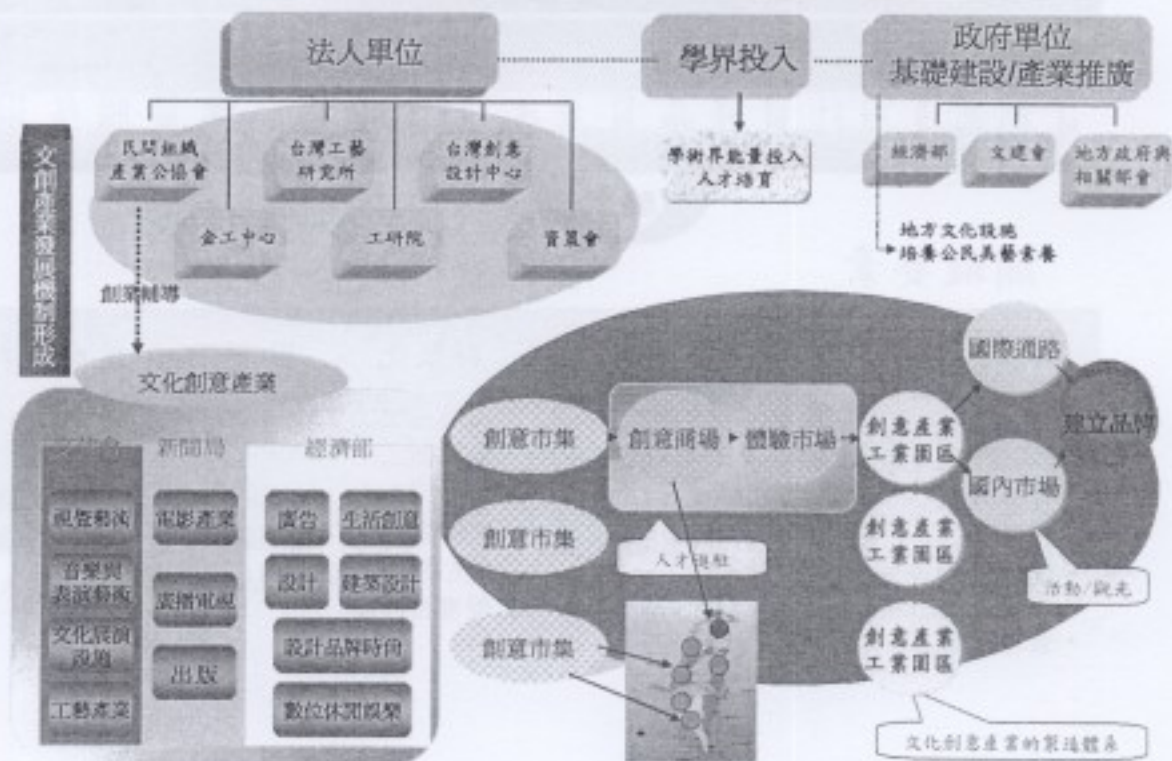 法人單位
學界投入
政府單位
基礎建設/產業推廣
文創產業發展機制形成
民間組織
產業公協會
台灣工藝
研究所
台灣創意
設計中心
金工中心
工研院
資策會
學術界能量投入
人才培育
經濟部
文建會
地方政府與
相關部會
地方文化設施
培養公民美藝素養
創業輔導
文化創意產業
文建會
新聞局
經濟部
視覺藝術
音樂與
表演藝術
文化展演
設施
工藝產業
電影產業
廣播電視
出版
廣告
生活創意
設計
建築設計
設計品牌時尚
數位休閒娛樂
創意市集
創意市集
創意市集
創意商場
體驗市場
人才進駐
創意產業
工業園區
創意產業
工業園區
創意產業
工業園區
國際通路
國內市場
建立品牌
活動/觀光
文化創意產業的製造體系